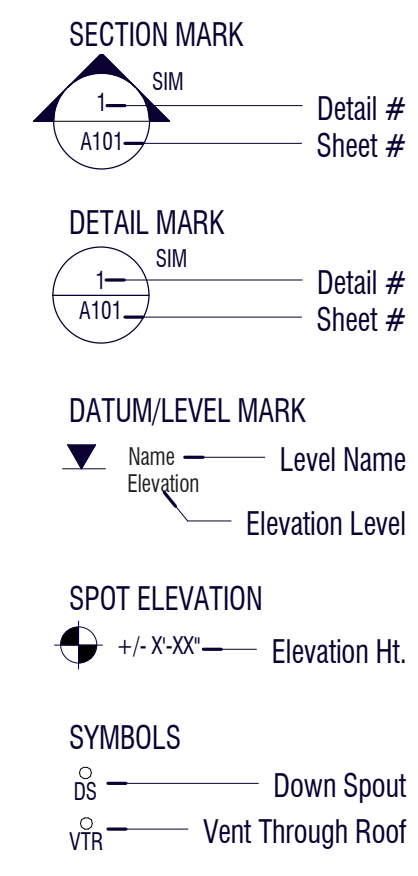 SECTION MARK
SIM
1 Detail #
A101 Sheet #
DETAIL MARK
SIM
1 Detail #
A101 Sheet #
DATUM/LEVEL MARK
Name Level Name
Elevation
Elevation Level
SPOT ELEVATION
+/- X'-XX" Elevation Ht.
SYMBOLS
DS Down Spout
VTR Vent Through Roof